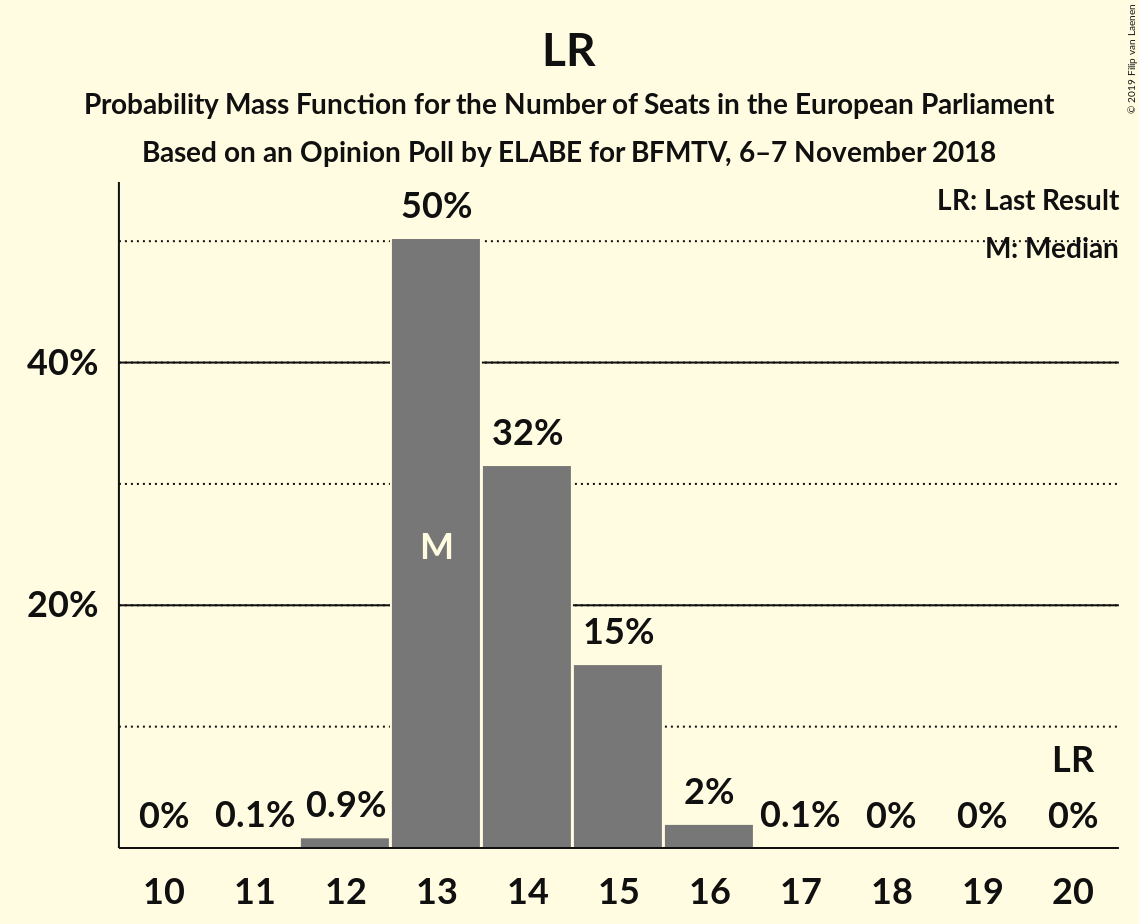 LR
Probability Mass Function for the Number of Seats in the European Parliament
Based on an Opinion Poll by ELABE for BFMTV, 6–7 November 2018
© 2019 Filip van Laenen
LR: Last Result
M: Median
50%
40%
32%
M
20%
15%
LR
0% 0.1% 0.9% 2% 0.1% 0% 0% 0%
10 11 12 13 14 15 16 17 18 19 20